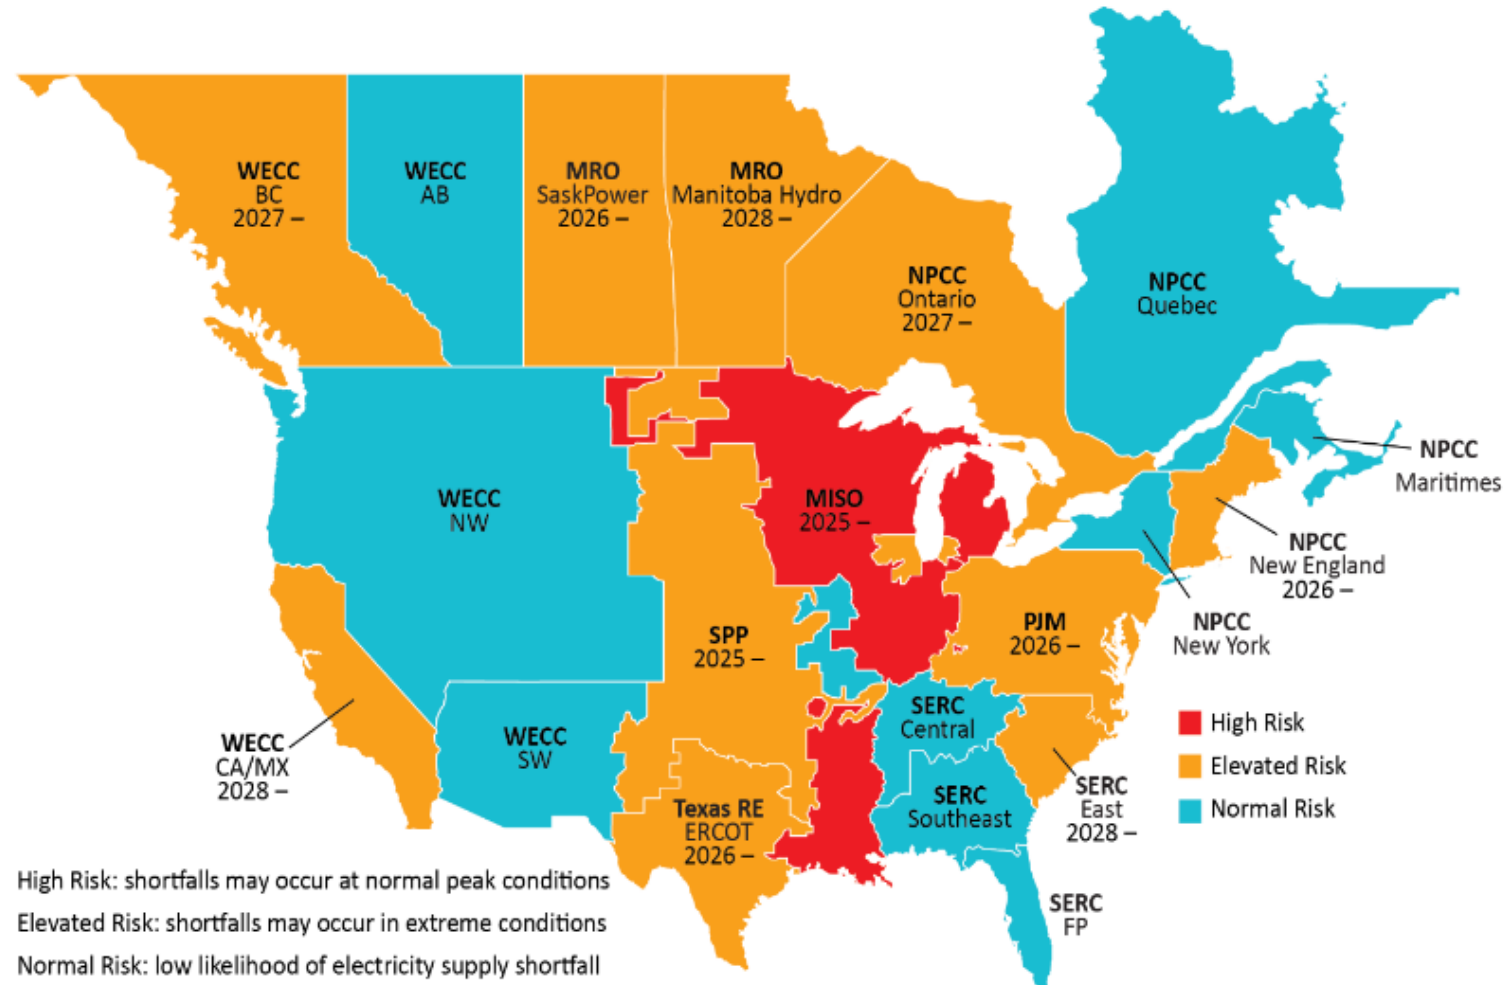 WECC
BC
2027 –
WECC
AB
MRO
SaskPower
2026 –
MRO
Manitoba Hydro
2028 –
NPCC
Ontario
2027 –
NPCC
Quebec
NPCC
Maritimes
WECC
NW
MISO
2025 –
NPCC
New England
2026 –
NPCC
New York
SPP
2025 –
PJM
2026 –
WECC
CA/MX
2028 –
WECC
SW
SERC
Central
High Risk
Elevated Risk
Normal Risk
Texas RE
ERCOT
2026 –
SERC
Southeast
SERC
East
2028 –
SERC
FP
High Risk: shortfalls may occur at normal peak conditions
Elevated Risk: shortfalls may occur in extreme conditions
Normal Risk: low likelihood of electricity supply shortfall